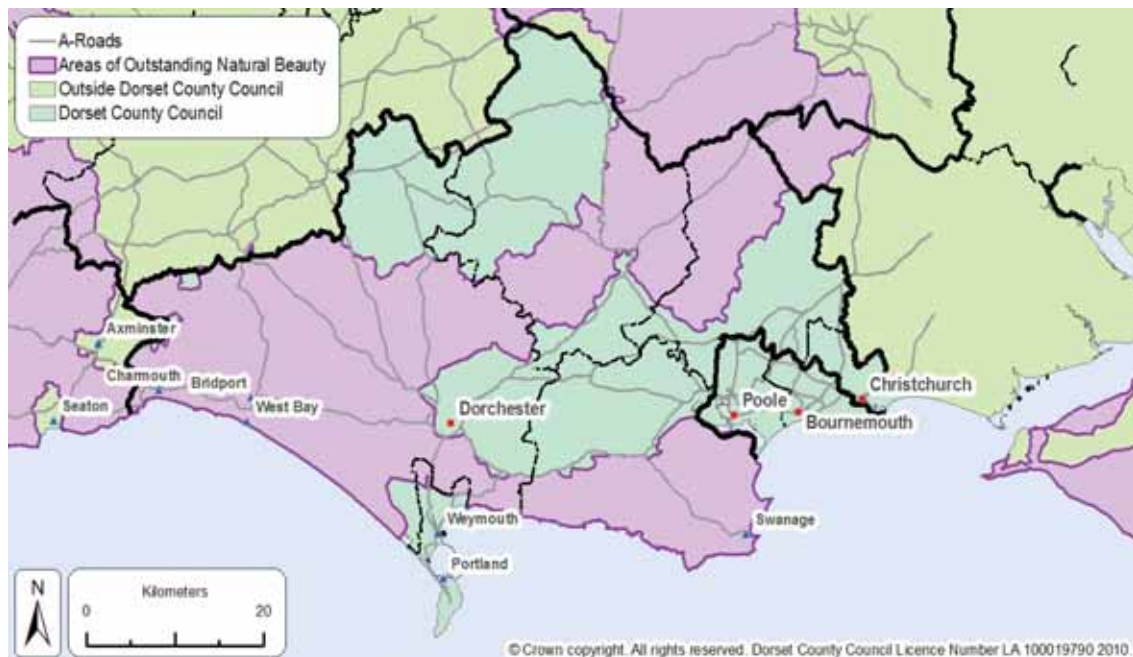 A-Roads
Areas of Outstanding Natural Beauty
Outside Dorset County Council
Dorset County Council
Axminster
Charmouth
Bridport
Seaton
West Bay
Dorchester
Poole
Christchurch
Bournemouth
Weymouth
Swanage
Portland
N
Kilometers
0 20
© Crown copyright. All rights reserved. Dorset County Council Licence Number LA 100019790 2010